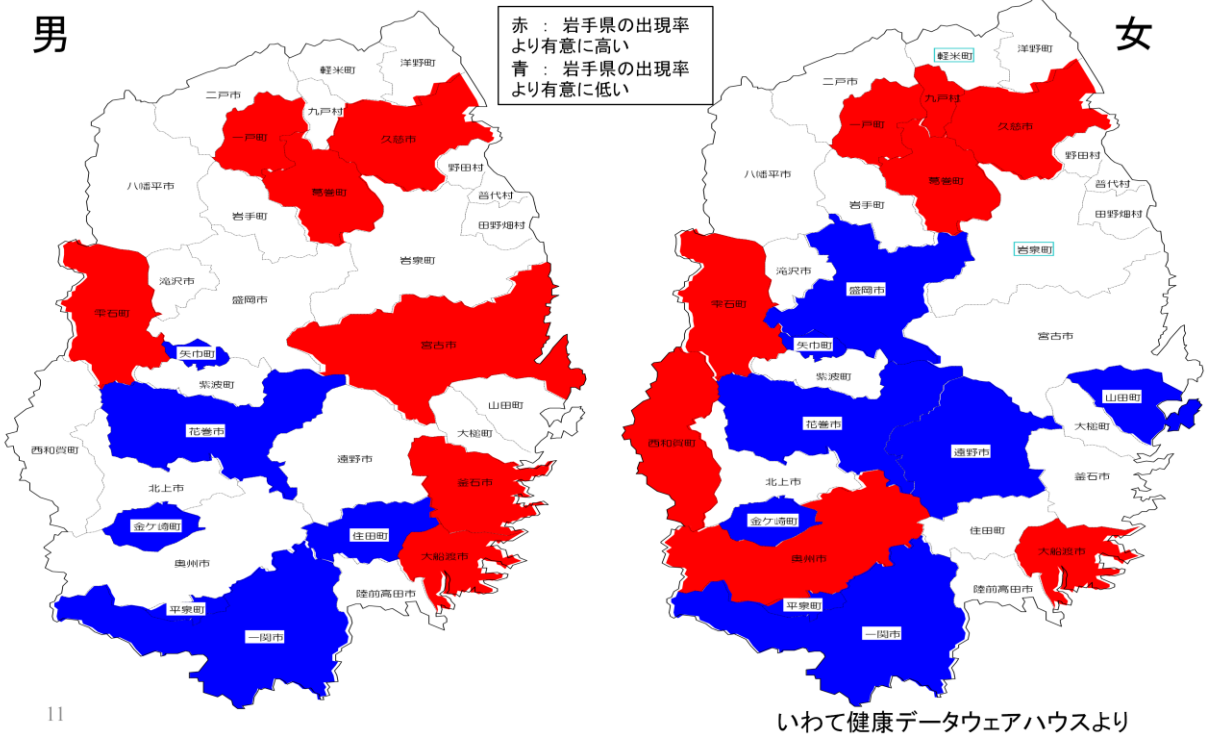 男
赤 : 岩手県の出現率
より有意に高い
青 : 岩手県の出現率
より有意に低い
女
軽米町
洋野町
二戸市
九戸村
一戸町
久慈市
野田村
八幡平市
葛巻町
普代村
岩手町
田野畑村
岩泉町
滝沢市
盛岡市
雫石町
宮古市
矢巾町
紫波町
山田町
花巻市
大槌町
西和賀町
遠野市
釜石市
北上市
金ケ崎町
住田町
大船渡市
奥州市
陸前高田市
平泉町
一関市
軽米町
洋野町
二戸市
九戸村
一戸町
久慈市
野田村
八幡平市
葛巻町
普代村
岩手町
田野畑村
岩泉町
滝沢市
盛岡市
雫石町
宮古市
矢巾町
紫波町
山田町
花巻市
大槌町
西和賀町
遠野市
釜石市
北上市
金ケ崎町
住田町
大船渡市
奥州市
陸前高田市
平泉町
一関市
11
いわて健康データウェアハウスより